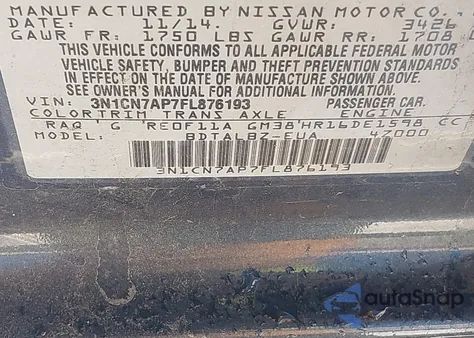 MANUFACTURED BY NISSAN MOTOR CO.,
DATE: 11/14. GVWR: 3426
GAWR FR: 1750 LBS GAWR RR: 1708
THIS VEHICLE CONFORMS TO ALL APPLICABLE FEDERAL MOTOR
VEHICLE SAFETY, BUMPER AND THEFT PREVENTION STANDARDS
IN EFFECT ON THE DATE OF MANUFACTURE SHOWN ABOVE.
SEE OWNER'S MANUAL FOR ADDITIONAL INFORMATION.
VIN: 3N1CN7AP7FL876193 PASSENGER CAR.
COLOR TRIM TRANS AXLE ENGINE
RAQ G RE0F11A GM38 HR16DE1598 CC
MODEL: BDTALBZ-EUA 47000
3N1CN7AP7FL876193
autoSnap